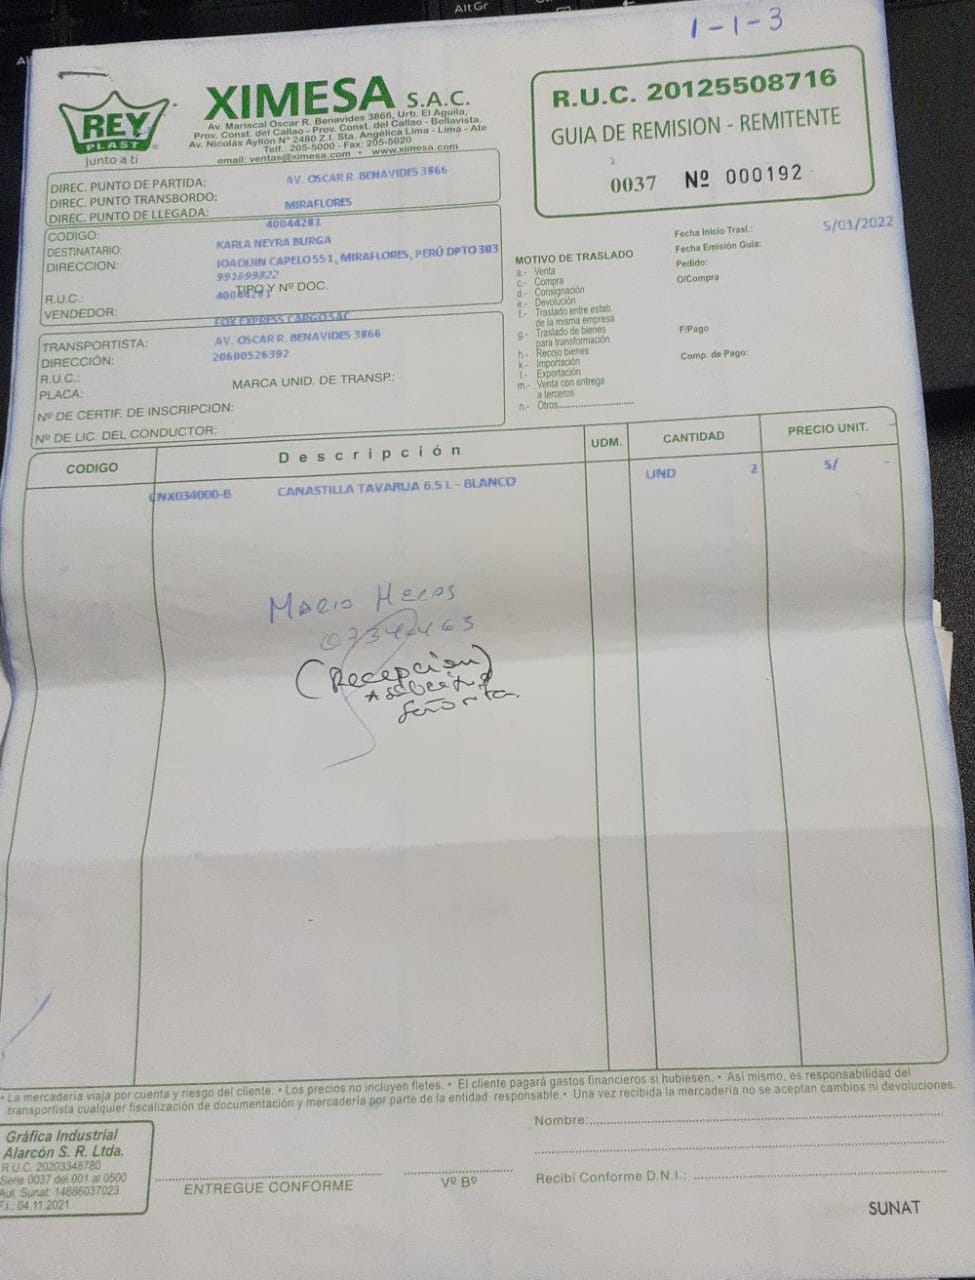 AltGr
1-1-3
REY
PLAST
junto a ti
XIMESA S.A.C.
Av. Mariscal Oscar R. Benavides 3866, Urb. El Aguila,
Prov. Const. del Callao - Prov. Const. del Callao - Bellavista.
Av. Nicolás Ayllón Nº 2480 Z.I. Sta. Angélica Lima - Lima - Ate
Telf.: 205-5000 - Fax: 205-5020
email: ventas@ximesa.com • www.ximesa.com
R.U.C. 20125508716
GUIA DE REMISION - REMITENTE
2
0037 Nº 000192
DIREC. PUNTO DE PARTIDA: AV. OSCAR R. BENAVIDES 3866
DIREC. PUNTO TRANSBORDO:
DIREC. PUNTO DE LLEGADA: MIRAFLORES
CODIGO: 40044281
DESTINATARIO: KARLA NEYRA BURGA
DIRECCION: JOAQUIN CAPELO 551, MIRAFLORES, PERÚ DPTO 303
992899822
R.U.C.: 40044281 TIPO Y Nº DOC.
VENDEDOR:
FOX EXPRESS CARGO SAC
TRANSPORTISTA: AV. OSCAR R. BENAVIDES 3866
DIRECCIÓN: 20600526392
R.U.C.:
PLACA: MARCA UNID. DE TRANSP.:
Nº DE CERTIF. DE INSCRIPCION:
Nº DE LIC. DEL CONDUCTOR:
MOTIVO DE TRASLADO
a.- Venta
c.- Compra
d.- Consignación
e.- Devolución
f.- Traslado entre estab.
de la misma empresa
g.- Traslado de bienes
para transformación
h.- Recojo bienes
k.- Importación
l.- Exportación
m.- Venta con entrega
a terceros
n.- Otros
Fecha Inicio Trasl.: 5/01/2022
Fecha Emisión Guia:
Pedido:
O/Compra
F/Pago
Comp. de Pago:
CODIGO Descripción UDM. CANTIDAD PRECIO UNIT.
CNX034000-B CANASTILLA TAVARUA 6.5 L - BLANCO UND 2 S/ -
Mario
(Recepcion)
Señorita.
• La mercadería viaja por cuenta y riesgo del cliente. • Los precios no incluyen fletes. • El cliente pagará gastos financieros si hubiesen. • Así mismo, es responsabilidad del
transportista cualquier fiscalización de documentación y mercadería por parte de la entidad responsable. • Una vez recibida la mercadería no se aceptan cambios ni devoluciones.
Gráfica Industrial
Alarcón S. R. Ltda.
R.U.C. 20203348780
Serie 0037 del 001 al 0500
Aut. Sunat: 14686037023
F.I.: 04.11.2021
ENTREGUE CONFORME
Vº Bº
Nombre:
Recibí Conforme D.N.I.:
SUNAT